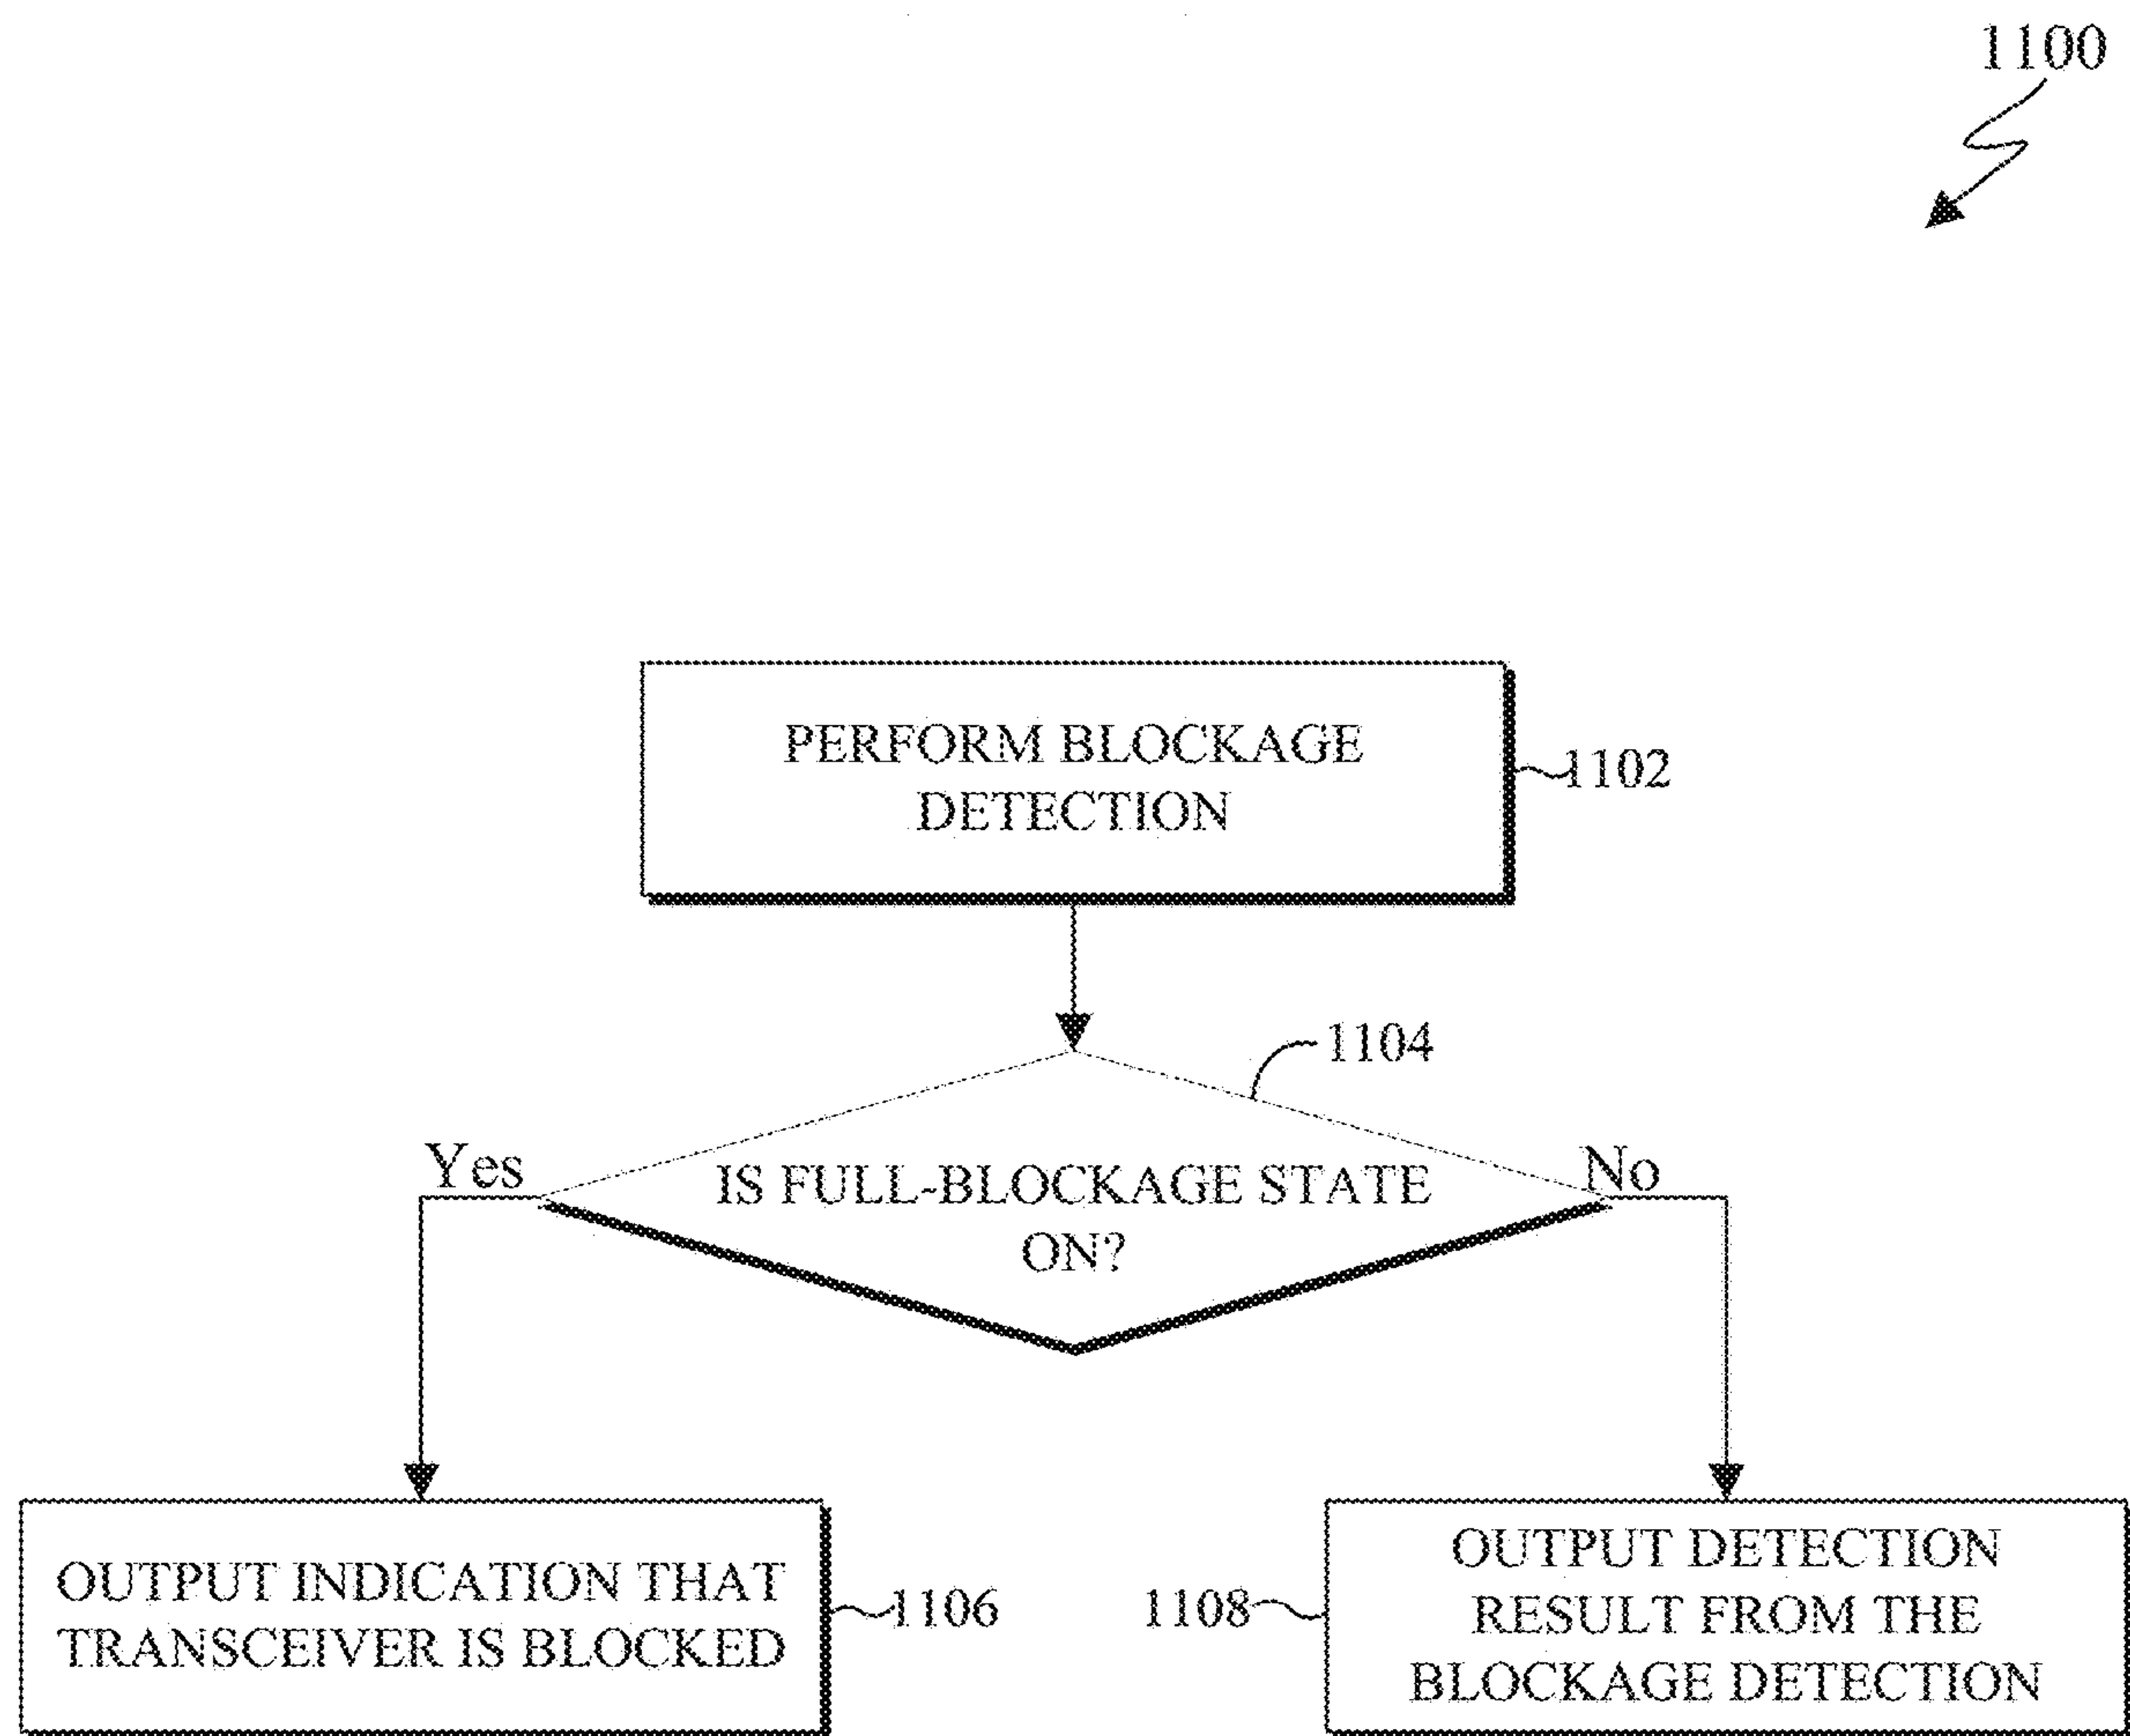 1100
PERFORM BLOCKAGE
DETECTION
1102
1104
Yes
No
IS FULL-BLOCKAGE STATE
ON?
OUTPUT INDICATION THAT
TRANSCEIVER IS BLOCKED
1106
1108
OUTPUT DETECTION
RESULT FROM THE
BLOCKAGE DETECTION